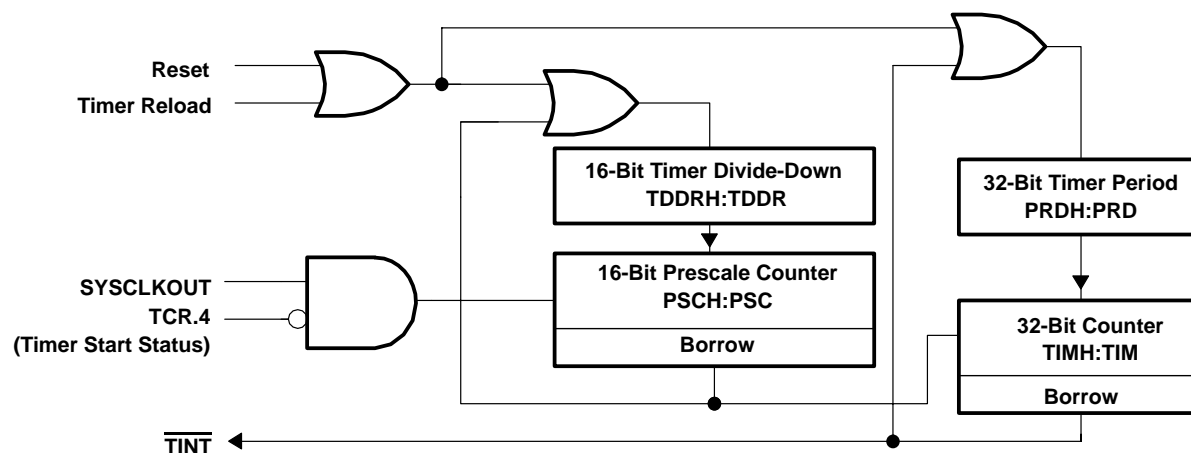 Reset
Timer Reload
16-Bit Timer Divide-Down
TDDRH:TDDR
32-Bit Timer Period
PRDH:PRD
SYSCLKOUT
TCR.4
(Timer Start Status)
16-Bit Prescale Counter
PSCH:PSC
Borrow
32-Bit Counter
TIMH:TIM
Borrow
TINT